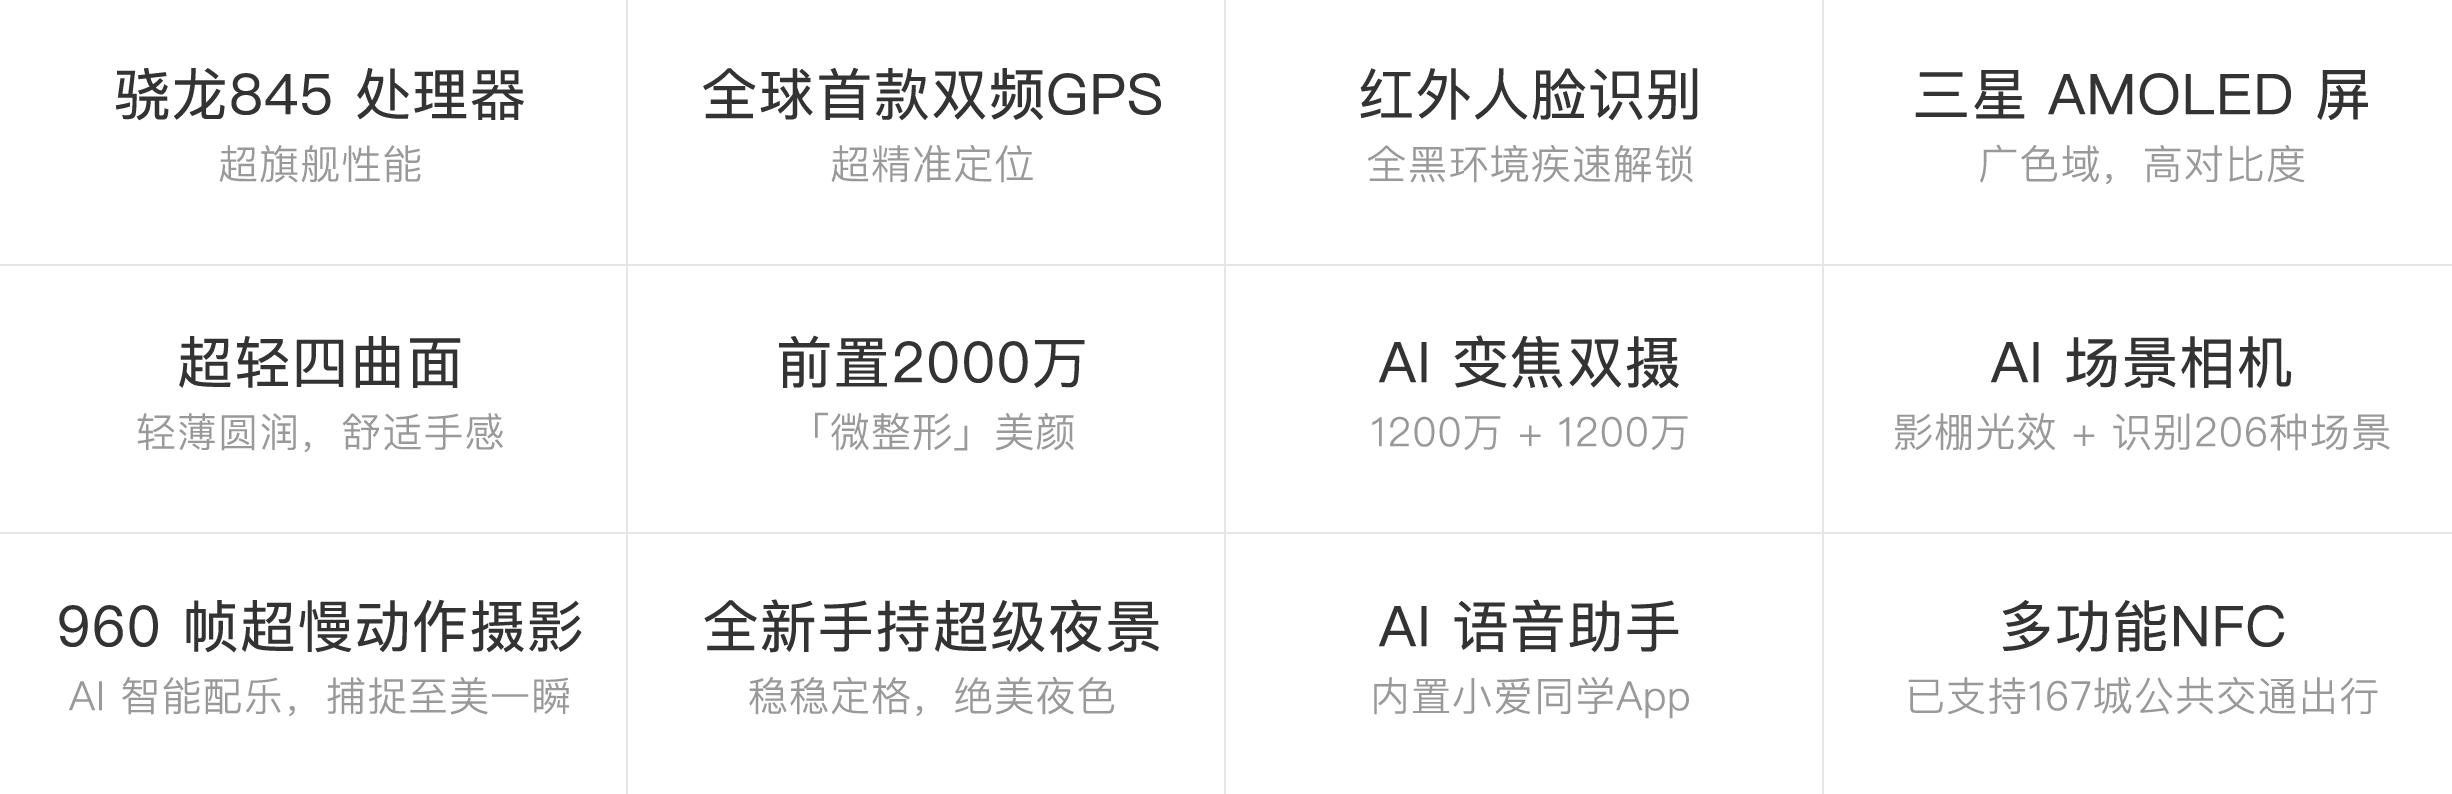 骁龙845 处理器
超旗舰性能
全球首款双频GPS
超精准定位
红外人脸识别
全黑环境疾速解锁
三星 AMOLED 屏
广色域，高对比度
超轻四曲面
轻薄圆润，舒适手感
前置2000万
「微整形」美颜
AI 变焦双摄
1200万 + 1200万
AI 场景相机
影棚光效 + 识别206种场景
960 帧超慢动作摄影
AI 智能配乐，捕捉至美一瞬
全新手持超级夜景
稳稳定格，绝美夜色
AI 语音助手
内置小爱同学App
多功能NFC
已支持167城公共交通出行